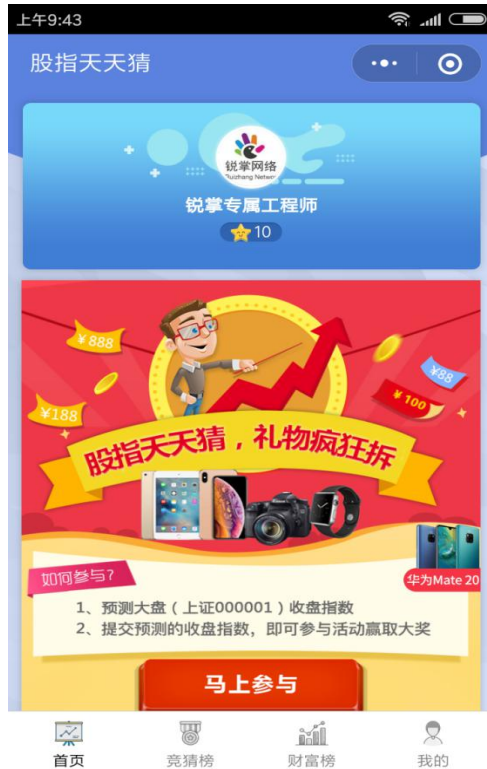 上午9:43
股指天天猜
锐掌网络
Ruizhang Network
锐掌专属工程师
10
¥888
¥88
¥188
¥100
股指天天猜，礼物疯狂拆
如何参与?
华为Mate 20
1、预测大盘（上证000001）收盘指数
2、提交预测的收盘指数，即可参与活动赢取大奖
马上参与
首页
竞猜榜
财富榜
我的